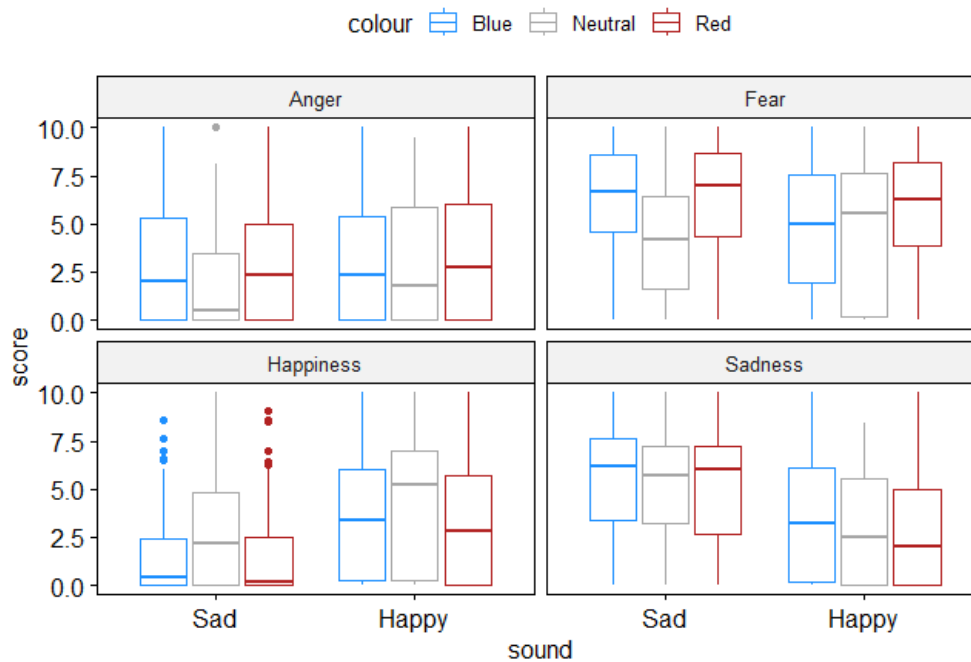 colour Blue Neutral Red
Anger Fear
10.0
7.5
5.0
2.5
0.0
score
Happiness Sadness
10.0
7.5
5.0
2.5
0.0
Sad Happy Sad Happy
sound